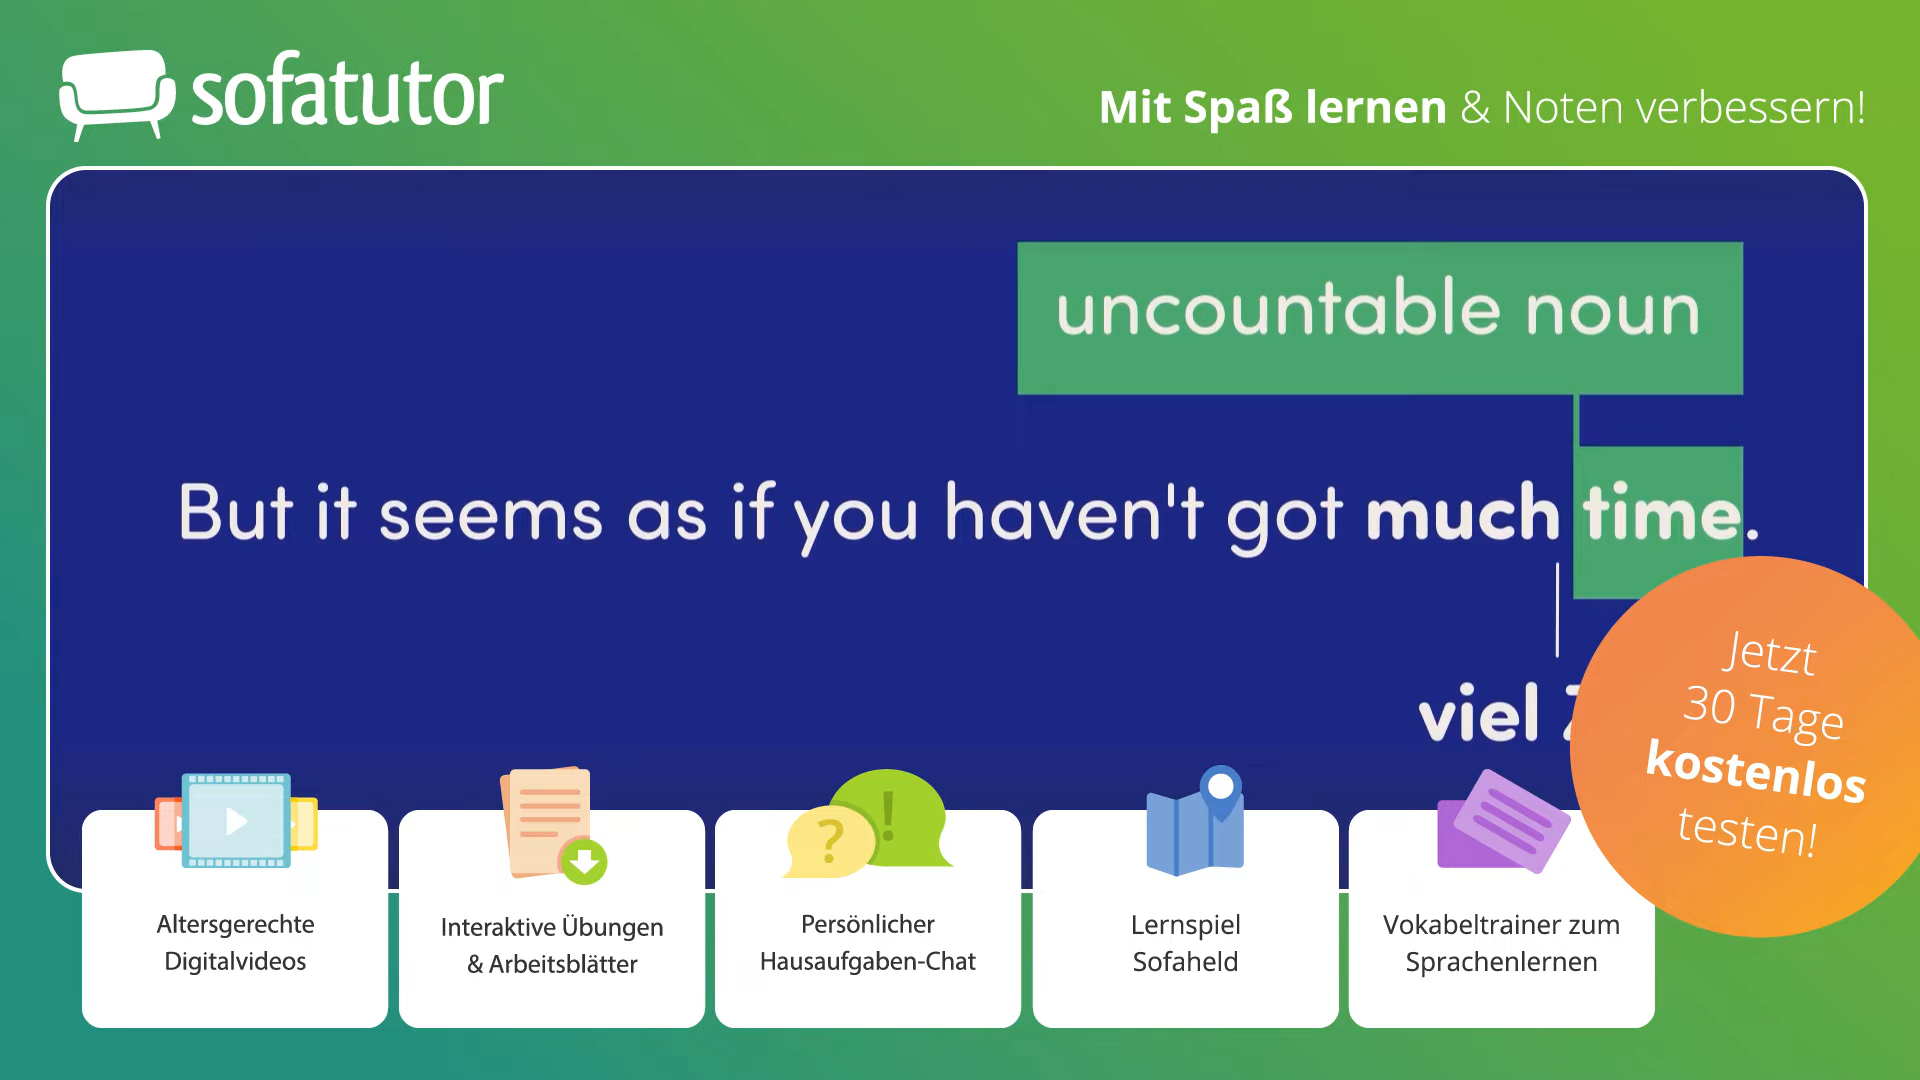 sofatutor
Mit Spaß lernen & Noten verbessern!
uncountable noun
But it seems as if you haven't got much time.
viel
Jetzt
30 Tage
kostenlos
testen!
?
!
Altersgerechte
Digitalvideos
Interaktive Übungen
& Arbeitsblätter
Persönlicher
Hausaufgaben-Chat
Lernspiel
Sofaheld
Vokabeltrainer zum
Sprachenlernen